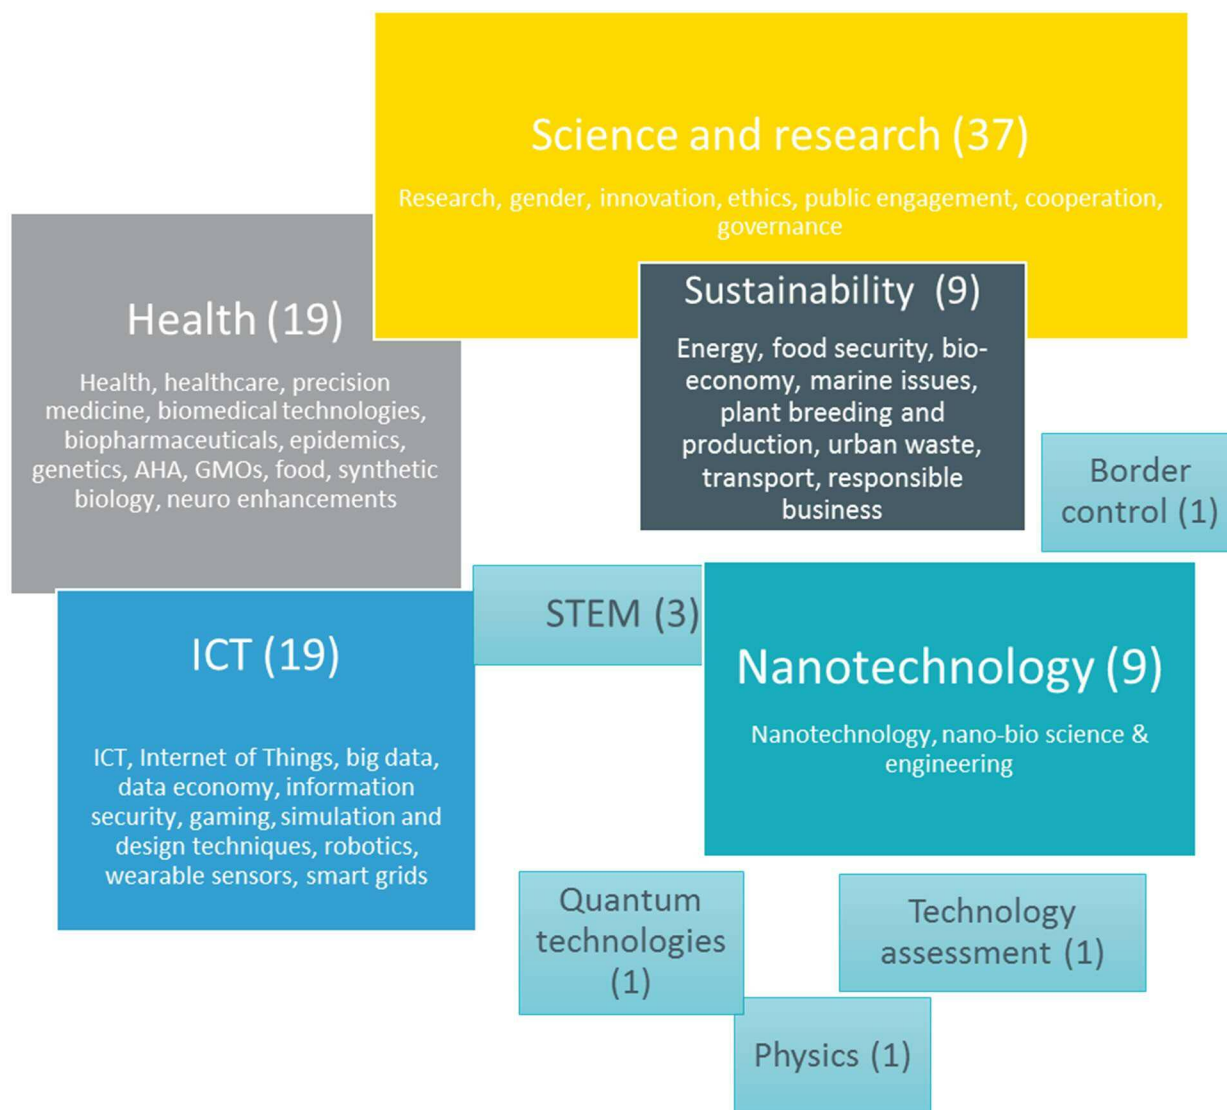 Science and research (37)
Research, gender, innovation, ethics, public engagement, cooperation,
governance
Health (19)
Health, healthcare, precision
medicine, biomedical technologies,
biopharmaceuticals, epidemics,
genetics, AHA, GMOs, food, synthetic
biology, neuro enhancements
Sustainability (9)
Energy, food security, bio-
economy, marine issues,
plant breeding and
production, urban waste,
transport, responsible
business
Border
control (1)
STEM (3)
ICT (19)
ICT, Internet of Things, big data,
data economy, information
security, gaming, simulation and
design techniques, robotics,
wearable sensors, smart grids
Nanotechnology (9)
Nanotechnology, nano-bio science &
engineering
Quantum
technologies
(1)
Technology
assessment (1)
Physics (1)